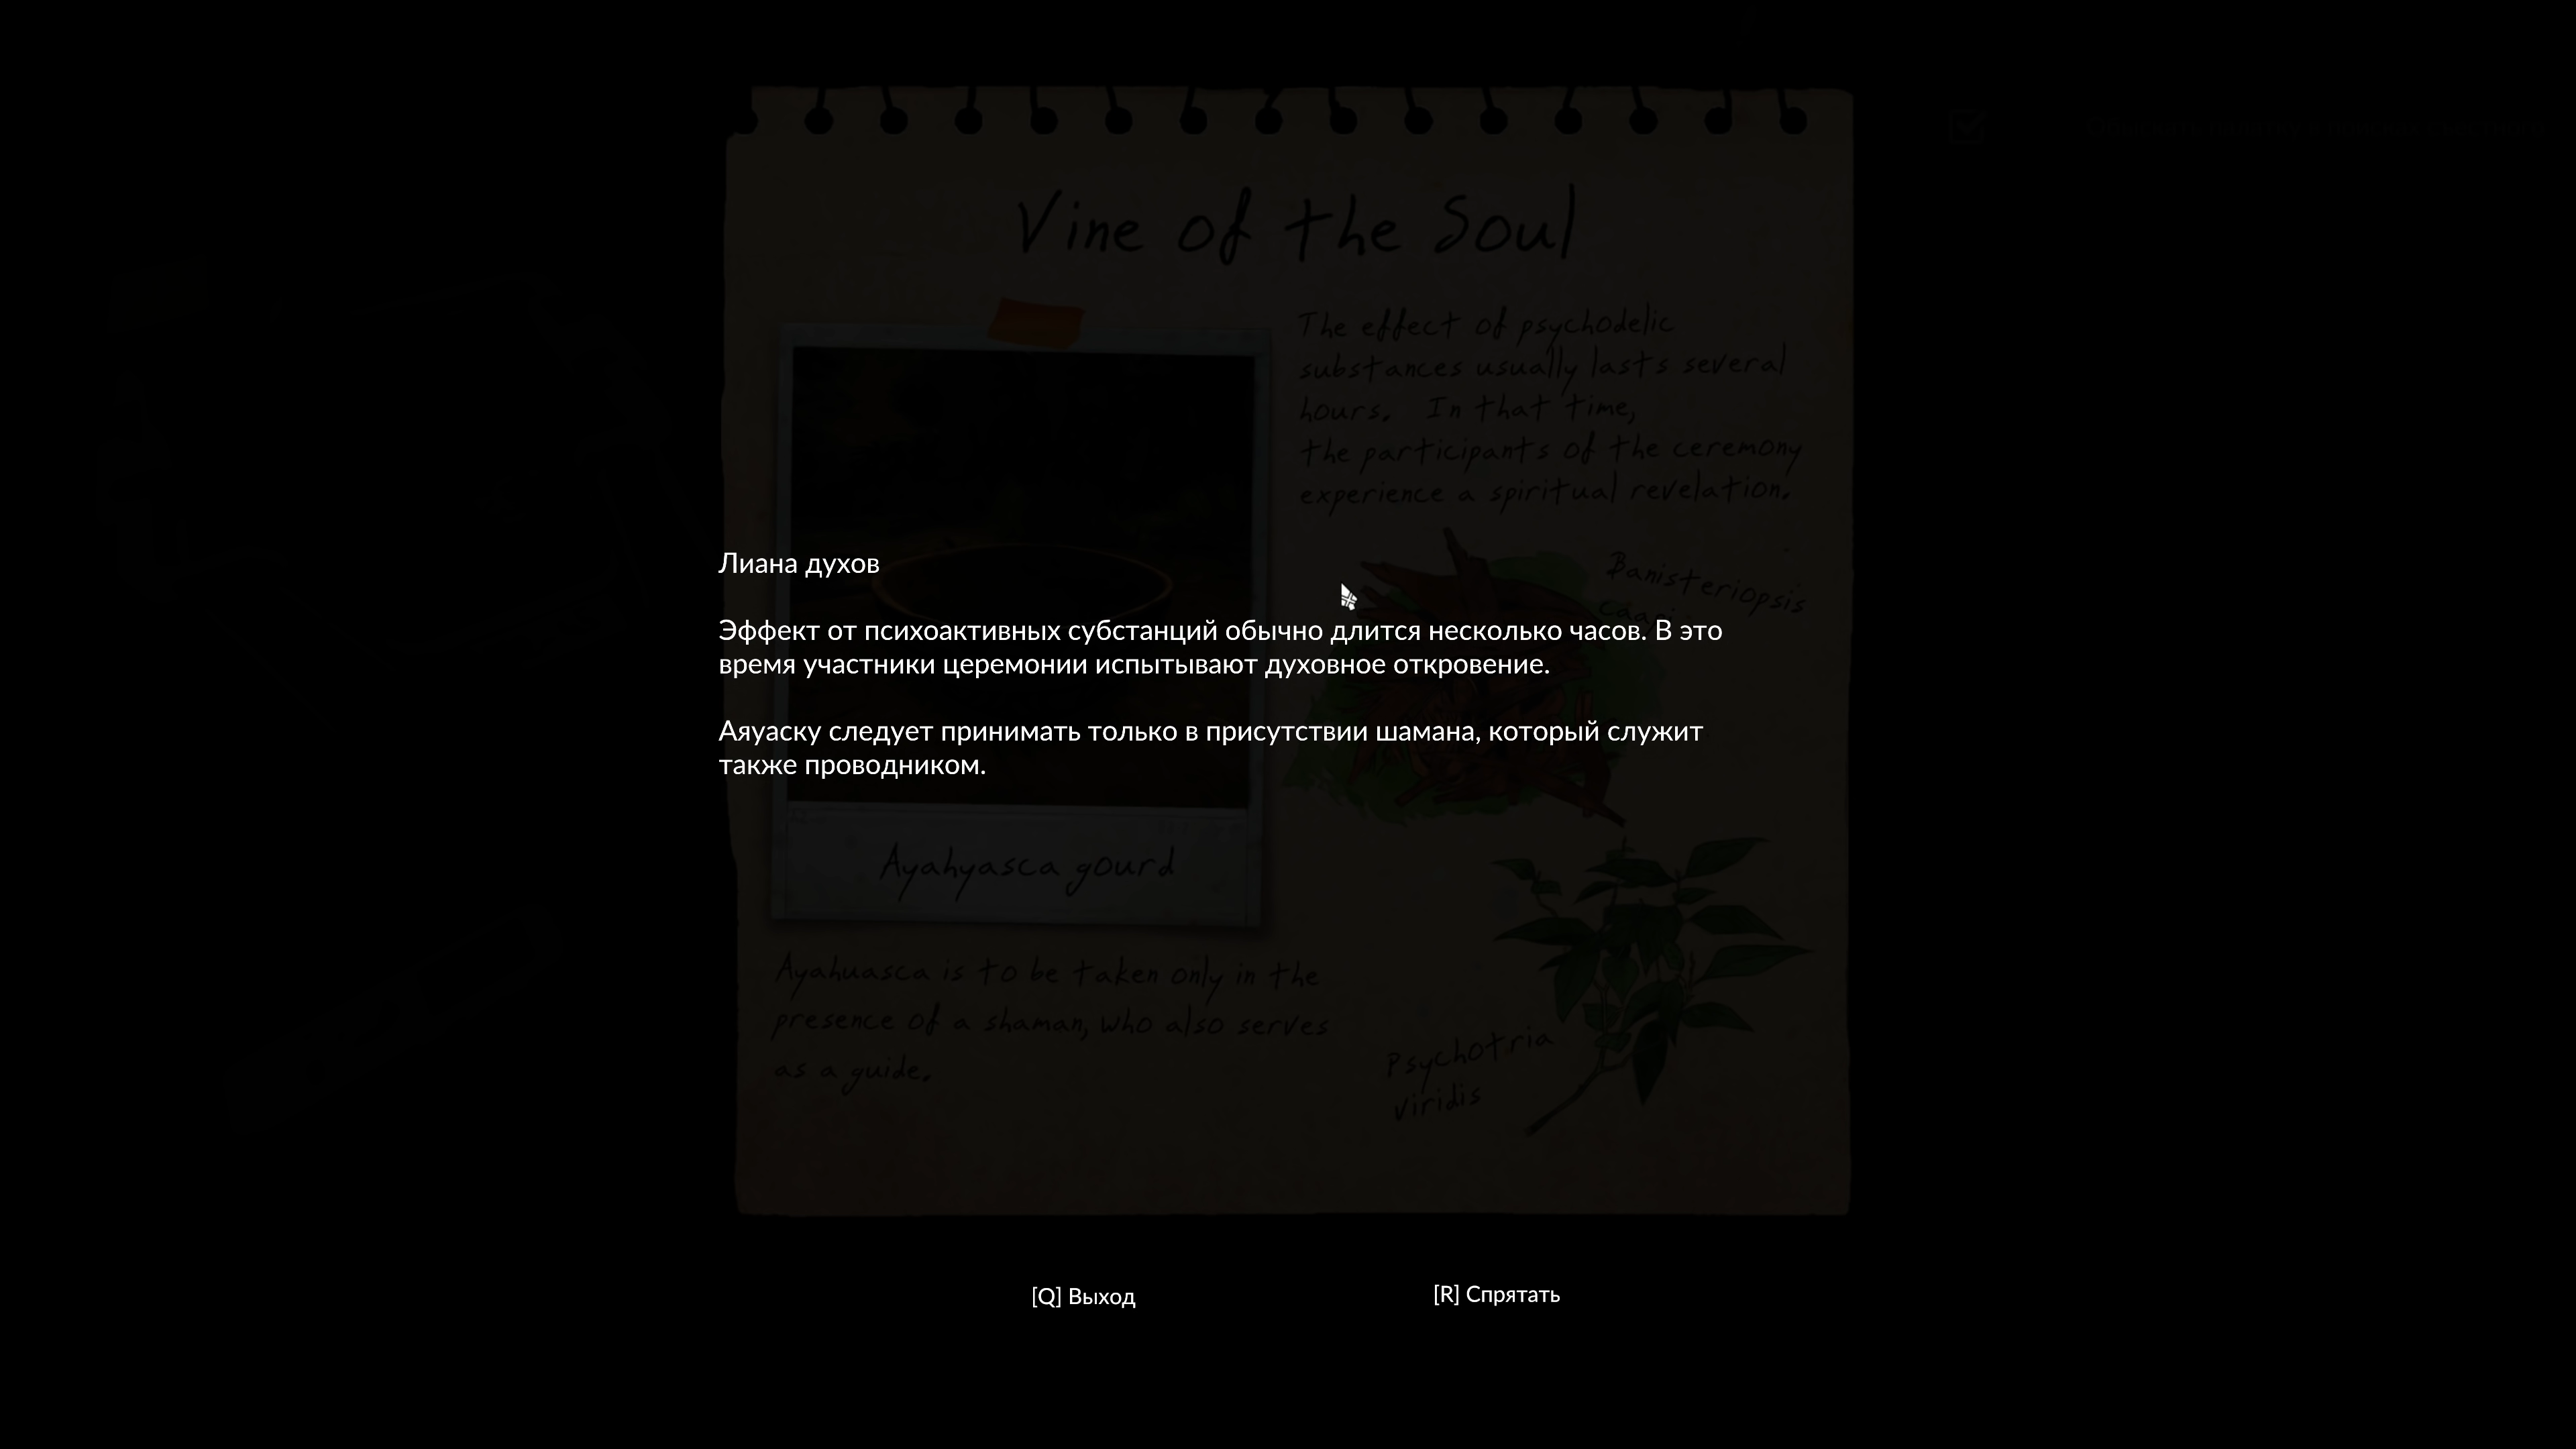 Vine of the Soul
The effect of psychodelic
substances usually lasts several
hours. In that time,
the participants of the ceremony
experience a spiritual revelation.
Banisteriopsis
Лиана духов
Эффект от психоактивных субстанций обычно длится несколько часов. В это
время участники церемонии испытывают духовное откровение.
Аяуаску следует принимать только в присутствии шамана, который служит
также проводником.
Ayahyasca gourd
Ayahuasca is to be taken only in the
presence of a shaman, who also serves
as a guide.
Psychotria
viridis
[Q] Выход
[R] Спрятать